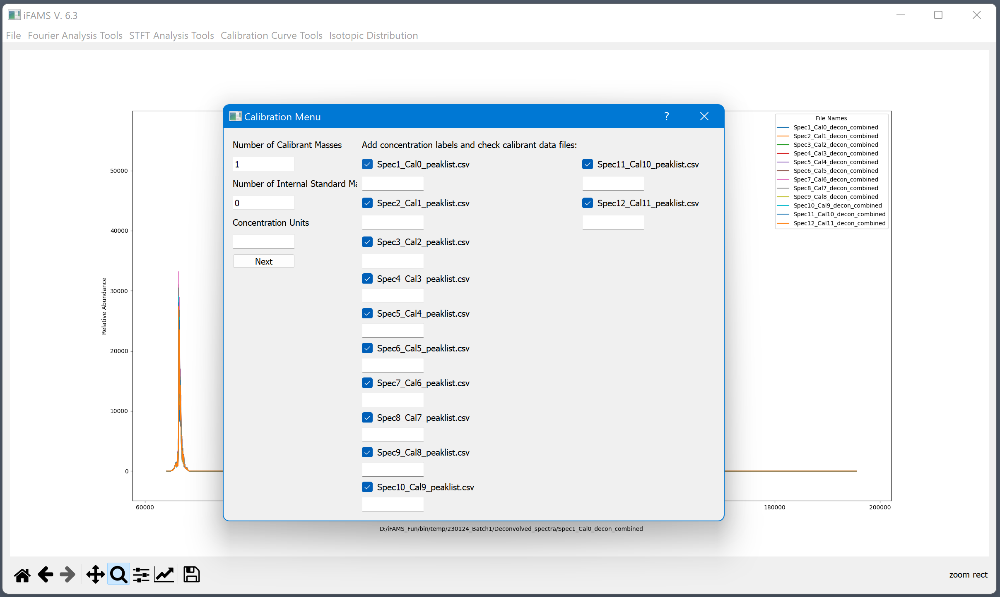 iFAMS V. 6.3
File Fourier Analysis Tools STFT Analysis Tools Calibration Curve Tools Isotopic Distribution
Calibration Menu
?
Number of Calibrant Masses
1
Number of Internal Standard Ma
0
Concentration Units
Next
Add concentration labels and check calibrant data files:
Spec1_Cal0_peaklist.csv
Spec2_Cal1_peaklist.csv
Spec3_Cal2_peaklist.csv
Spec4_Cal3_peaklist.csv
Spec5_Cal4_peaklist.csv
Spec6_Cal5_peaklist.csv
Spec7_Cal6_peaklist.csv
Spec8_Cal7_peaklist.csv
Spec9_Cal8_peaklist.csv
Spec10_Cal9_peaklist.csv
Spec11_Cal10_peaklist.csv
Spec12_Cal11_peaklist.csv
File Names
Spec1_Cal0_decon_combined
Spec2_Cal1_decon_combined
Spec3_Cal2_decon_combined
Spec4_Cal3_decon_combined
Spec5_Cal4_decon_combined
Spec6_Cal5_decon_combined
Spec7_Cal6_decon_combined
Spec8_Cal7_decon_combined
Spec9_Cal8_decon_combined
Spec10_Cal9_decon_combined
Spec11_Cal10_decon_combined
Spec12_Cal11_decon_combined
Relative Abundance
50000
40000
30000
20000
10000
0
60000
180000
200000
D:/iFAMS_Fun/bin/temp/230124_Batch1/Deconvolved_spectra/Spec1_Cal0_decon_combined
zoom rect